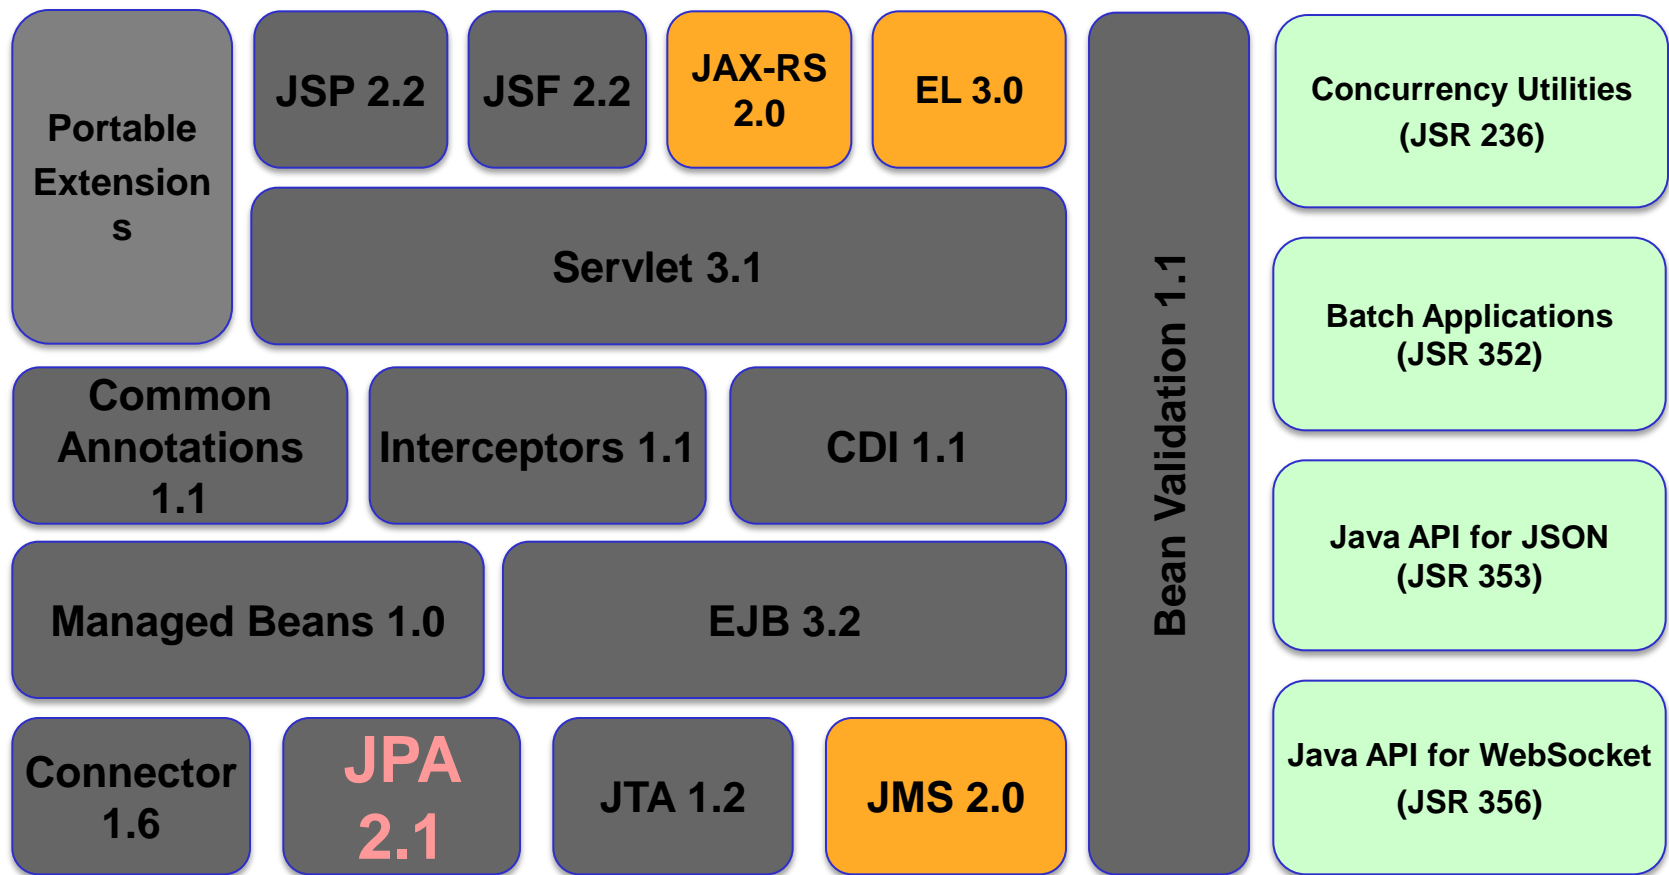 Portable
Extension
s
JSP 2.2
JSF 2.2
JAX-RS
2.0
EL 3.0
Servlet 3.1
Common
Annotations
1.1
Interceptors 1.1
CDI 1.1
Managed Beans 1.0
EJB 3.2
Connector
1.6
JPA
2.1
JTA 1.2
JMS 2.0
Bean Validation 1.1
Concurrency Utilities
(JSR 236)
Batch Applications
(JSR 352)
Java API for JSON
(JSR 353)
Java API for WebSocket
(JSR 356)